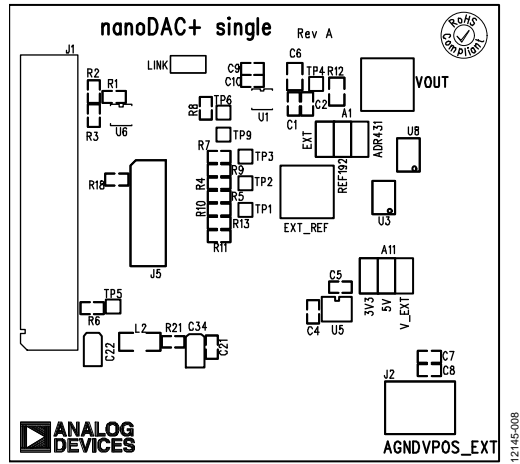 nanoDAC+ single
Rev A
RoHS Compliant
J1
LINK
C9
C10
C6
TP4
R12
VOUT
R2
R1
R3
U6
R8
TP6
U1
C1
C2
EXT
A1
REF192
ADR431
U8
TP9
R7
TP3
R9
R4
TP2
R5
R10
TP1
R13
R11
R18
J5
EXT_REF
U3
A11
3V3
5V
V_EXT
C5
C4
U5
TP5
R6
C22
L2
R21
C34
C21
C7
C8
J2
AGNDVPOS_EXT
ANALOG
DEVICES
12145-008